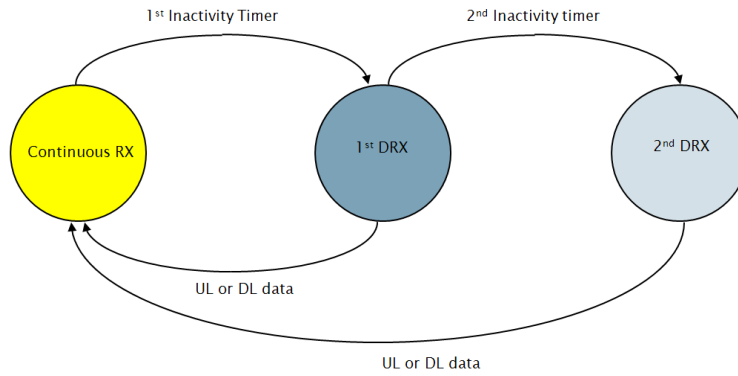 1st Inactivity Timer
2nd Inactivity timer
Continuous RX
1st DRX
2nd DRX
UL or DL data
UL or DL data